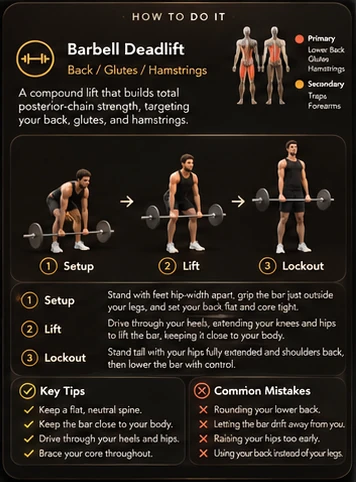 HOW TO DO IT
Barbell Deadlift
Back / Glutes / Hamstrings
A compound lift that builds total
posterior-chain strength, targeting
your back, glutes, and hamstrings.
Primary
Lower Back
Glutes
Hamstrings
Secondary
Traps
Forearms
1 Setup
2 Lift
3 Lockout
1 Setup
Stand with feet hip-width apart, grip the bar just outside
your legs, and set your back flat and core tight.
2 Lift
Drive through your heels, extending your knees and hips
to lift the bar, keeping it close to your body.
3 Lockout
Stand tall with your hips fully extended and shoulders back,
then lower the bar with control.
Key Tips
Keep a flat, neutral spine.
Keep the bar close to your body.
Drive through your heels and hips.
Brace your core throughout.
Common Mistakes
Rounding your lower back.
Letting the bar drift away from you.
Raising your hips too early.
Using your back instead of your legs.